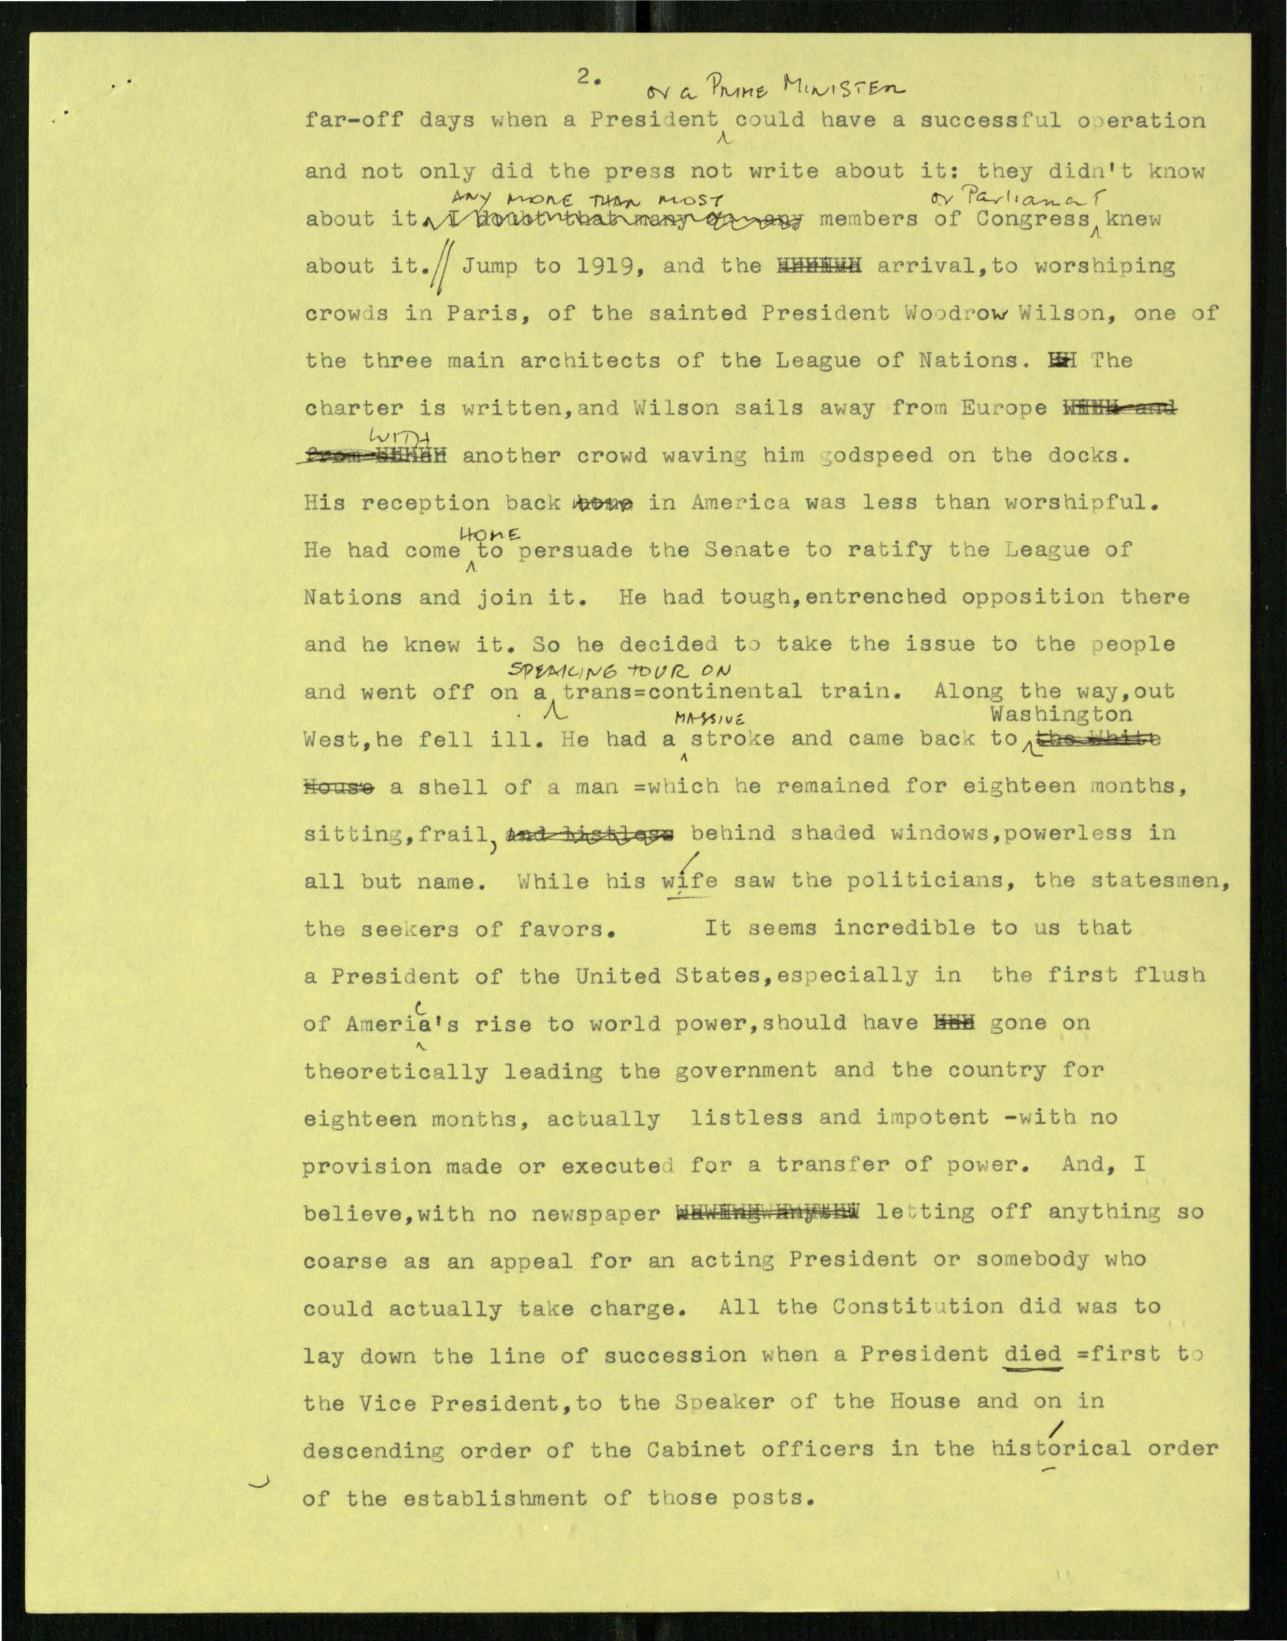 2.
or a PRIME MINISTER
far-off days when a President could have a successful operation
and not only did the press not write about it: they didn't know
ANY MORE THAN MOST or Parliament
about it I doubt that many of any members of Congress knew
about it.// Jump to 1919, and the arrival,to worshiping
crowds in Paris, of the sainted President Woodrow Wilson, one of
the three main architects of the League of Nations. The
charter is written,and Wilson sails away from Europe and
WITH
from another crowd waving him godspeed on the docks.
His reception back home in America was less than worshipful.
HOME
He had come to persuade the Senate to ratify the League of
Nations and join it. He had tough,entrenched opposition there
and he knew it. So he decided to take the issue to the people
SPEAKING TOUR ON
and went off on a trans=continental train. Along the way,out
MASSIVE Washington
West,he fell ill. He had a stroke and came back to the White
House a shell of a man =which he remained for eighteen months,
sitting,frail, and listless behind shaded windows,powerless in
all but name. While his wife saw the politicians, the statesmen,
the seekers of favors. It seems incredible to us that
a President of the United States,especially in the first flush
c
of Ameria's rise to world power,should have gone on
theoretically leading the government and the country for
eighteen months, actually listless and impotent -with no
provision made or executed for a transfer of power. And, I
believe,with no newspaper letting off anything so
coarse as an appeal for an acting President or somebody who
could actually take charge. All the Constitution did was to
lay down the line of succession when a President died =first to
the Vice President,to the Speaker of the House and on in
descending order of the Cabinet officers in the historical order
of the establishment of those posts.